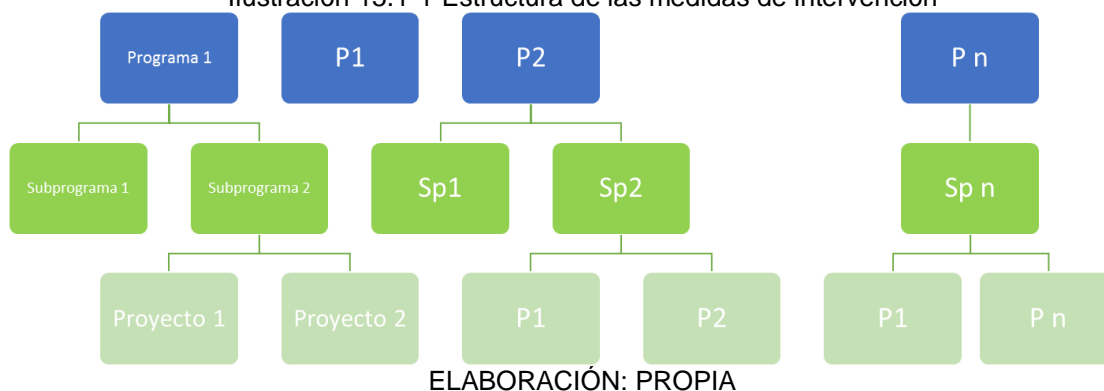 Ilustración 15.1-1 Estructura de las medidas de intervención
Programa 1
P1
P2
P n
Subprograma 1
Subprograma 2
Sp1
Sp2
Sp n
Proyecto 1
Proyecto 2
P1
P2
P1
P n
ELABORACIÓN: PROPIA